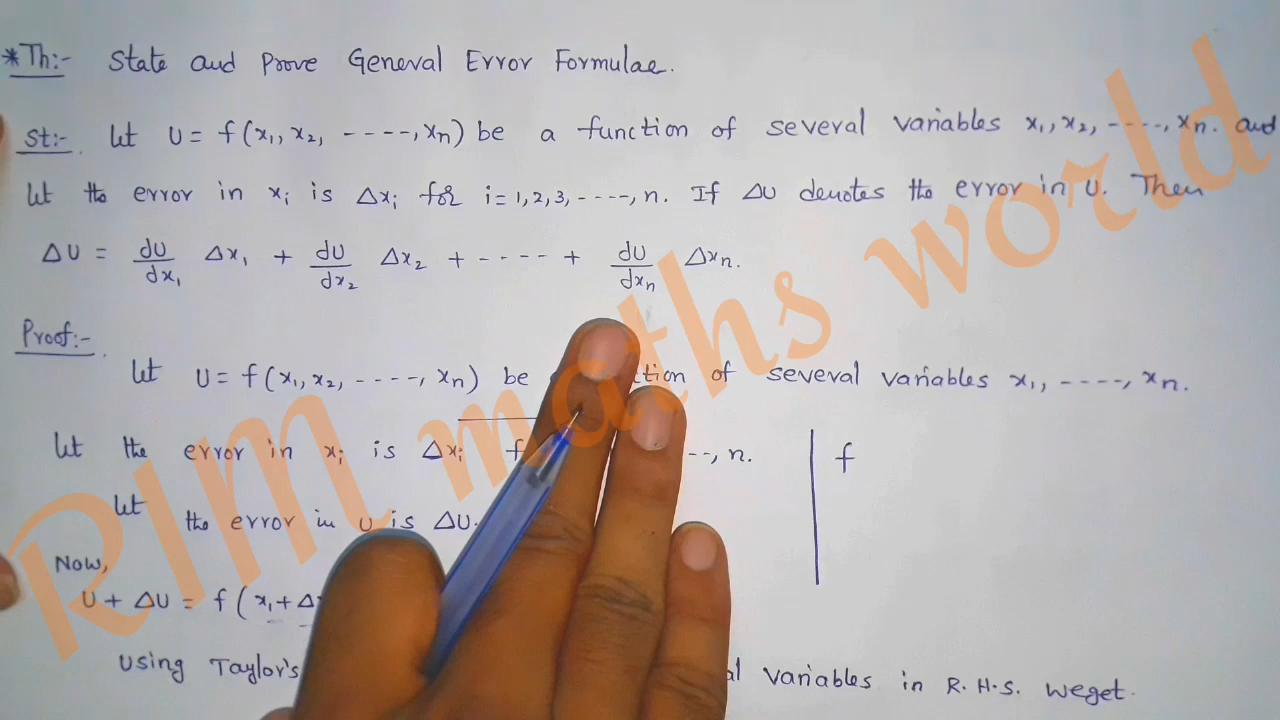 *Th:- State and Prove General Error Formulae.
St:- Let U = f(x₁, x₂, ----, xₙ) be a function of several variables x₁, x₂, ----, xₙ. and
let the error in xᵢ is Δxᵢ for i=1,2,3,----,n. If ΔU denotes the error in U. Then
ΔU = dU/dx₁ Δx₁ + dU/dx₂ Δx₂ + ---- + dU/dxₙ Δxₙ.
Proof:-
Let U = f(x₁, x₂, ----, xₙ) be of several variables x₁, ----, xₙ.
Let the error in xᵢ is Δxᵢ --, n.
Let the error in U is ΔU.
f
Now,
U + ΔU = f(x₁+Δ
Using Taylor's variables in R.H.S. weget.
RIM maths world